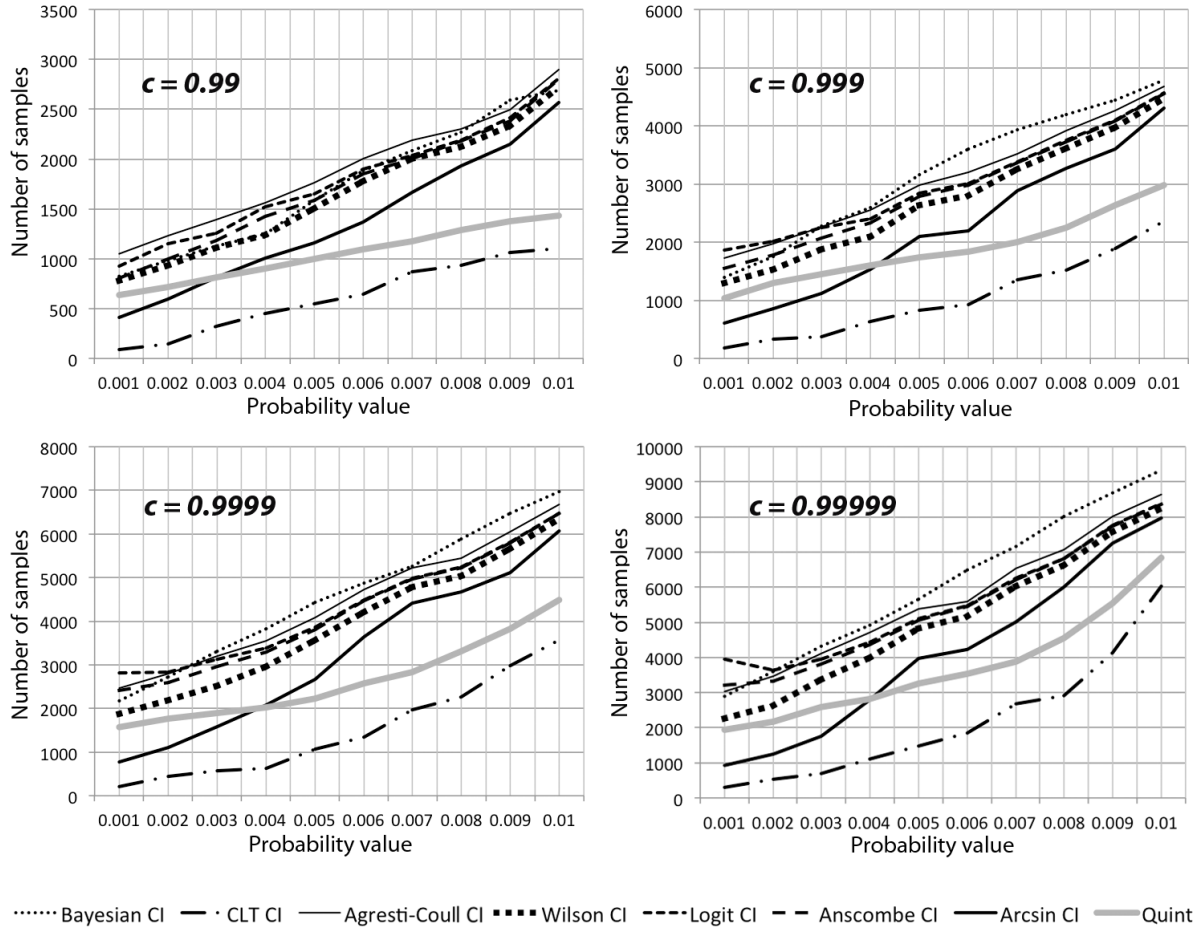 c = 0.99
Number of samples
3500
3000
2500
2000
1500
1000
500
0
0.001 0.002 0.003 0.004 0.005 0.006 0.007 0.008 0.009 0.01
Probability value
c = 0.999
Number of samples
6000
5000
4000
3000
2000
1000
0
0.001 0.002 0.003 0.004 0.005 0.006 0.007 0.008 0.009 0.01
Probability value
c = 0.9999
Number of samples
8000
7000
6000
5000
4000
3000
2000
1000
0
0.001 0.002 0.003 0.004 0.005 0.006 0.007 0.008 0.009 0.01
Probability value
c = 0.99999
Number of samples
10000
9000
8000
7000
6000
5000
4000
3000
2000
1000
0
0.001 0.002 0.003 0.004 0.005 0.006 0.007 0.008 0.009 0.01
Probability value
Bayesian CI CLT CI Agresti-Coull CI Wilson CI Logit CI Anscombe CI Arcsin CI Quint